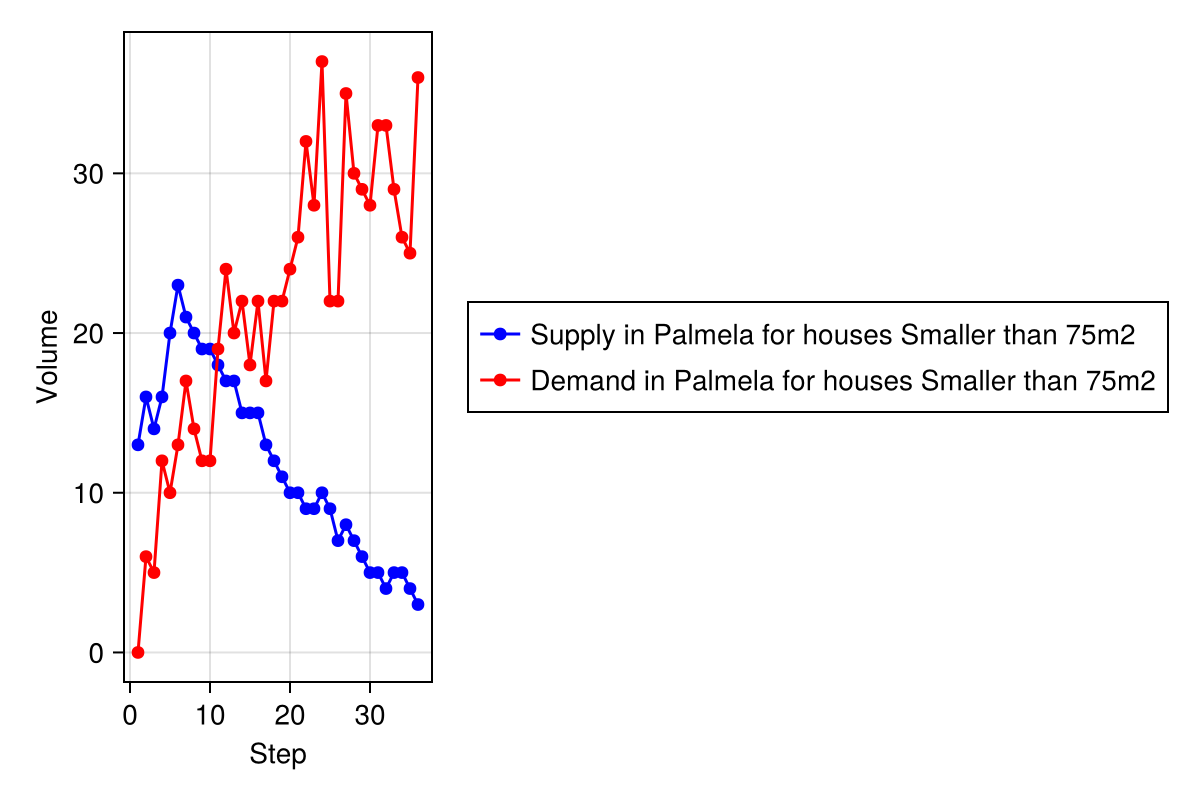 30
20
10
0
Volume
0 10 20 30
Step
Supply in Palmela for houses Smaller than 75m2
Demand in Palmela for houses Smaller than 75m2